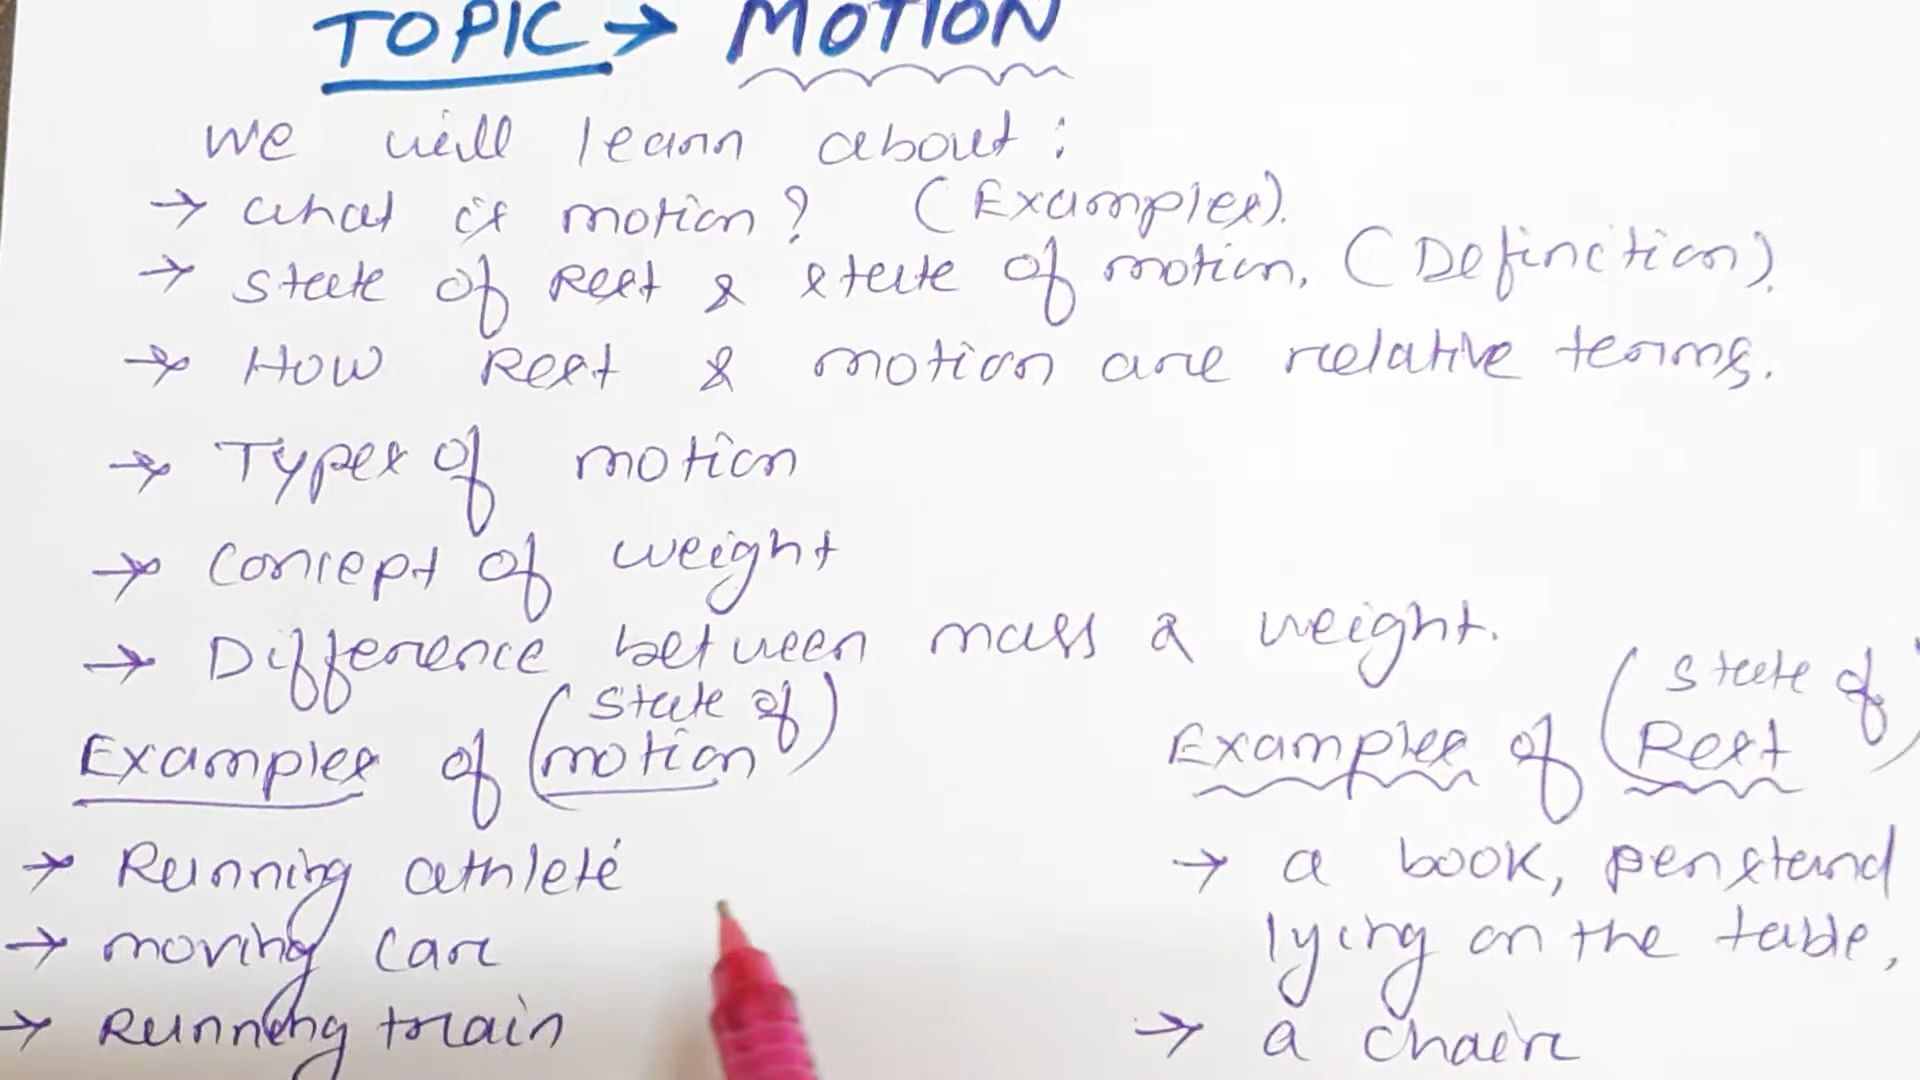 TOPIC → MOTION
We will learn about :
→ what is motion? (Examples).
→ state of Rest & state of motion. (Definition).
→ How Rest & motion are relative terms.
→ Types of motion
→ concept of weight
→ Difference between mass & weight.
Examples of (state of motion)
→ Running athlete
→ moving car
→ Running train
Examples of (state of Rest)
→ a book, penstand
lying on the table,
→ a chair